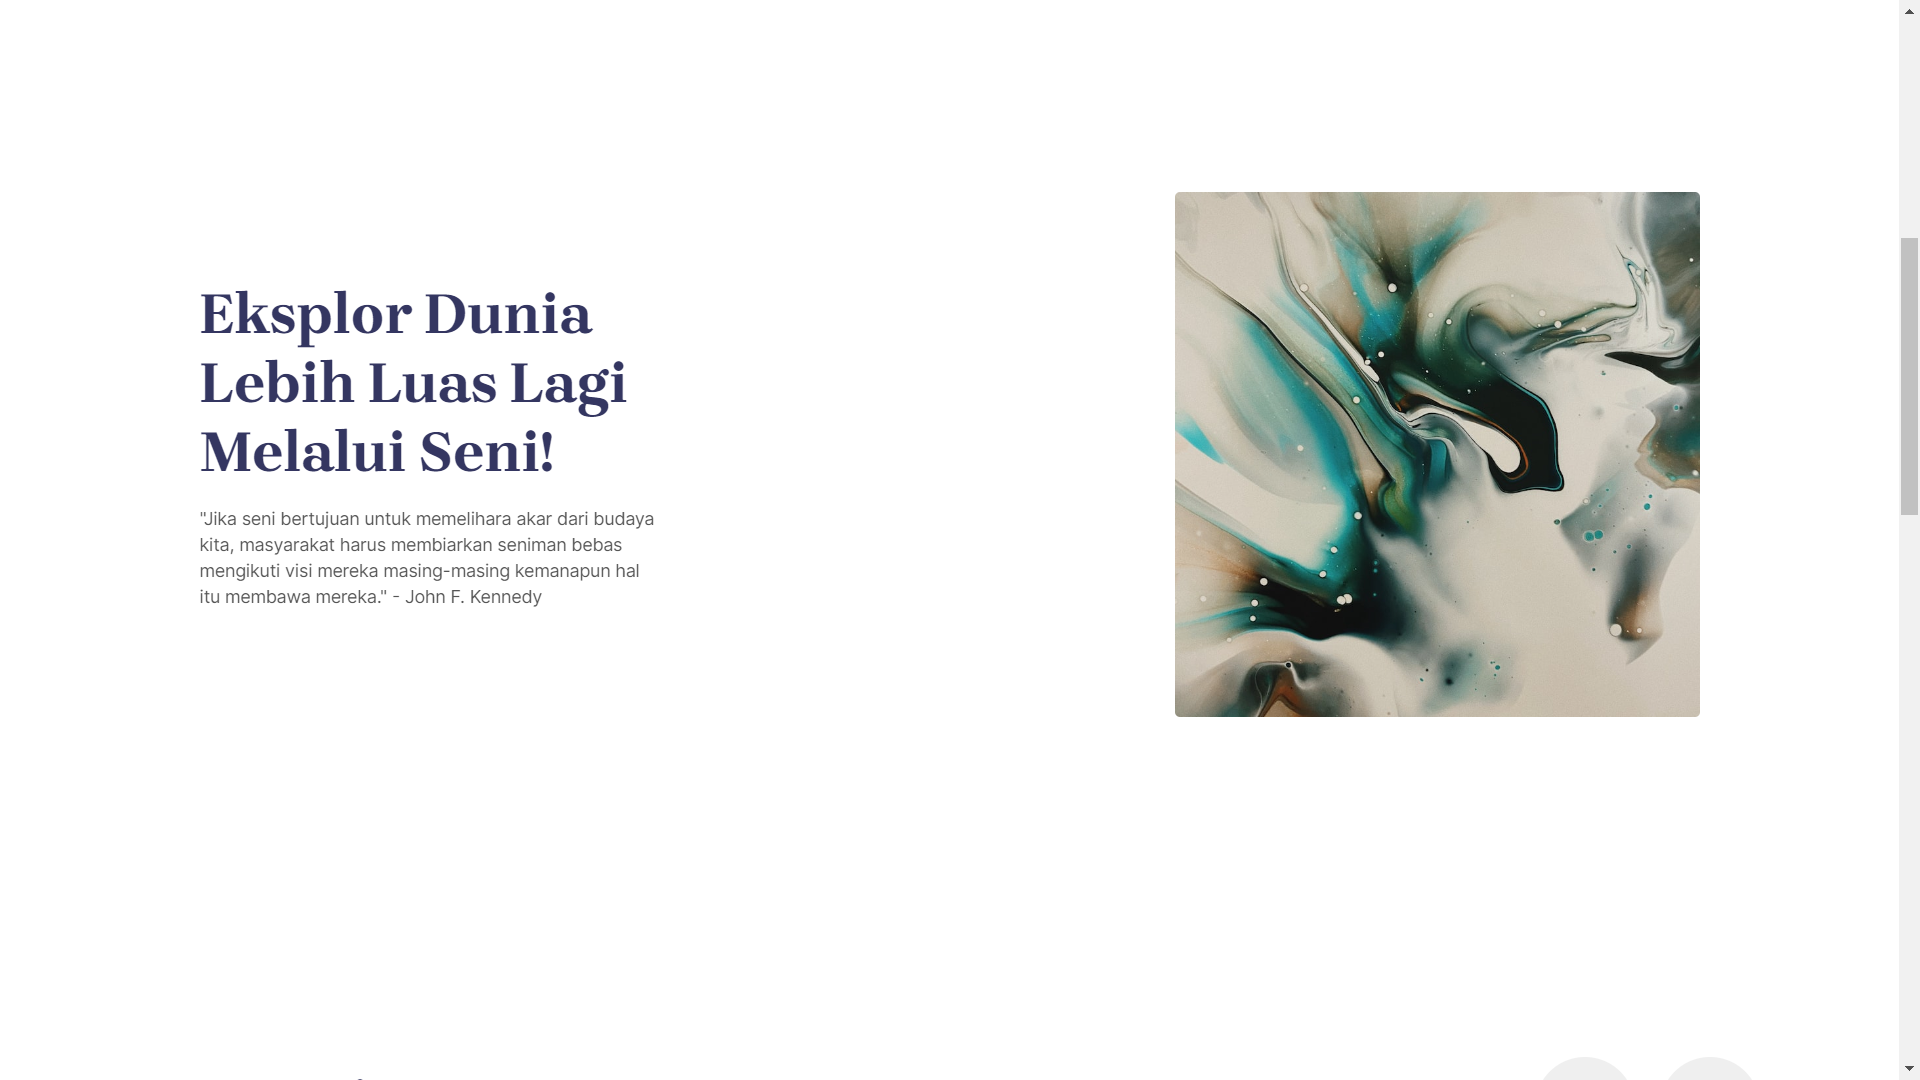 Eksplor Dunia
Lebih Luas Lagi
Melalui Seni!
"Jika seni bertujuan untuk memelihara akar dari budaya
kita, masyarakat harus membiarkan seniman bebas
mengikuti visi mereka masing-masing kemanapun hal
itu membawa mereka." - John F. Kennedy